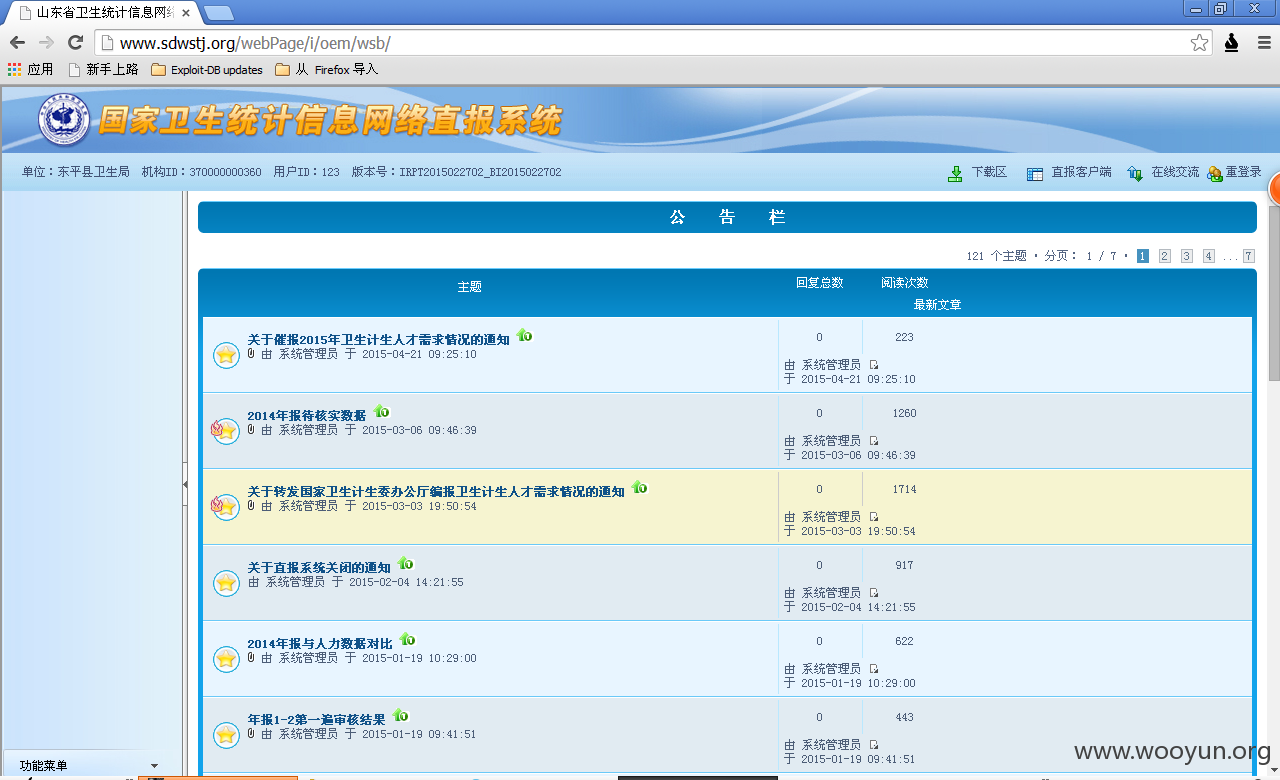 山东省卫生统计信息网络
www.sdwstj.org/webPage/i/oem/wsb/
应用 新手上路 Exploit-DB updates 从 Firefox 导入
国家卫生统计信息网络直报系统
单位：东平县卫生局 机构ID：370000000361 用户ID：123 版本号：IRPT2015022702_BI2015022702 下载区 直报客户端 在线交流 重登录
公 告 栏
121 个主题 • 分页： 1 / 7 • 1 2 3 4 ... 7
主题 回复总数 阅读次数
最新文章
关于催报2015年卫生计生人才需求情况的通知 0 223
由 系统管理员 于 2015-04-21 09:25:10
由 系统管理员
于 2015-04-21 09:25:10
2014年报待核实数据 0 1260
由 系统管理员 于 2015-03-06 09:46:39
由 系统管理员
于 2015-03-06 09:46:39
关于转发国家卫生计生委办公厅编报卫生计生人才需求情况的通知 0 1714
由 系统管理员 于 2015-03-03 19:50:54
由 系统管理员
于 2015-03-03 19:50:54
关于直报系统关闭的通知 0 917
由 系统管理员 于 2015-02-04 14:21:55
由 系统管理员
于 2015-02-04 14:21:55
2014年报与人力数据对比 0 622
由 系统管理员 于 2015-01-19 10:29:00
由 系统管理员
于 2015-01-19 10:29:00
年报1-2第一遍审核结果 0 443
由 系统管理员 于 2015-01-19 09:41:51
由 系统管理员
于 2015-01-19 09:41:51
功能菜单
www.wooyun.org